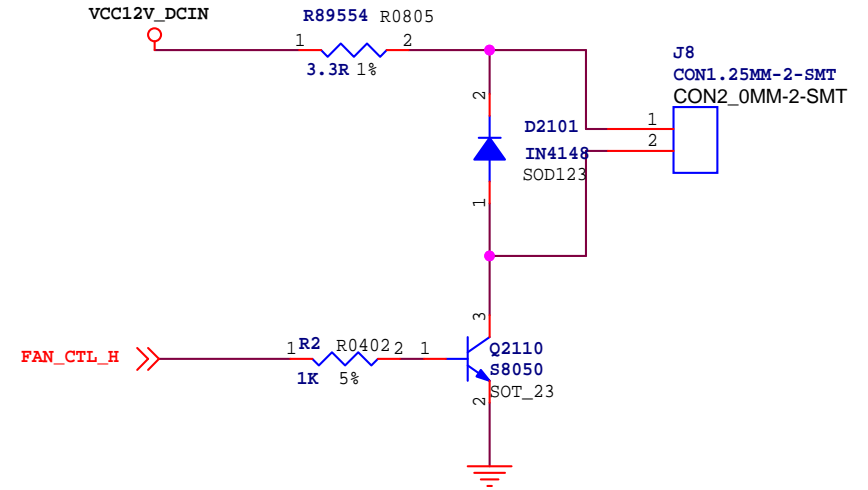 VCC12V_DCIN
R89554 R0805
1 2
3.3R 1%
J8
CON1.25MM-2-SMT
CON2_0MM-2-SMT
1
2
2
D2101
IN4148
SOD123
1
3
FAN_CTL_H
1 R2 R0402 2 1
1K 5%
Q2110
S8050
SOT_23
2